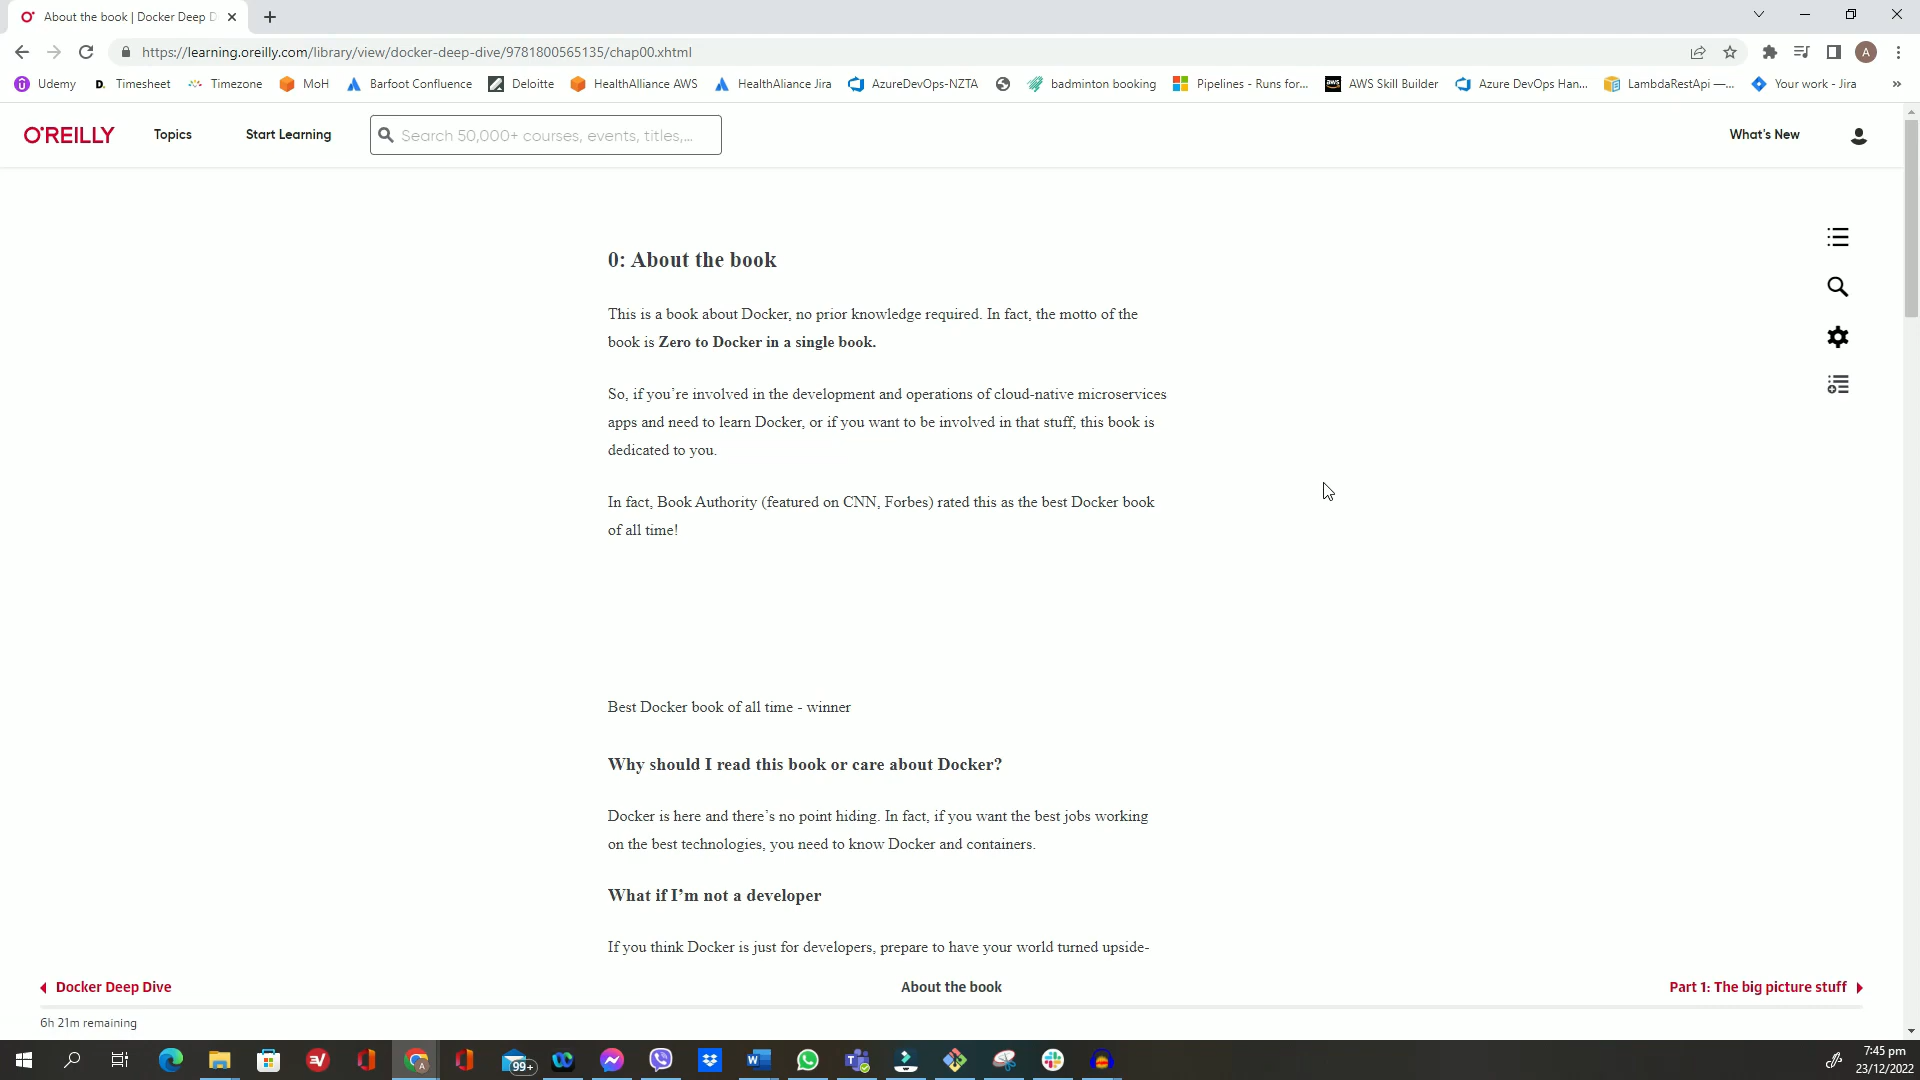 About the book | Docker Deep D
https://learning.oreilly.com/library/view/docker-deep-dive/9781800565135/chap00.xhtml
A
Udemy
D. Timesheet
Timezone
MoH
Barfoot Confluence
Deloitte
HealthAlliance AWS
HealthAliance Jira
AzureDevOps-NZTA
badminton booking
Pipelines - Runs for...
aws AWS Skill Builder
Azure DevOps Han...
LambdaRestApi —...
Your work - Jira
»
O'REILLY
Topics
Start Learning
Search 50,000+ courses, events, titles,...
What's New
0: About the book
This is a book about Docker, no prior knowledge required. In fact, the motto of the
book is Zero to Docker in a single book.
So, if you’re involved in the development and operations of cloud-native microservices
apps and need to learn Docker, or if you want to be involved in that stuff, this book is
dedicated to you.
In fact, Book Authority (featured on CNN, Forbes) rated this as the best Docker book
of all time!
Best Docker book of all time - winner
Why should I read this book or care about Docker?
Docker is here and there’s no point hiding. In fact, if you want the best jobs working
on the best technologies, you need to know Docker and containers.
What if I’m not a developer
If you think Docker is just for developers, prepare to have your world turned upside-
Docker Deep Dive
About the book
Part 1: The big picture stuff
6h 21m remaining
99+
7:45 pm
23/12/2022